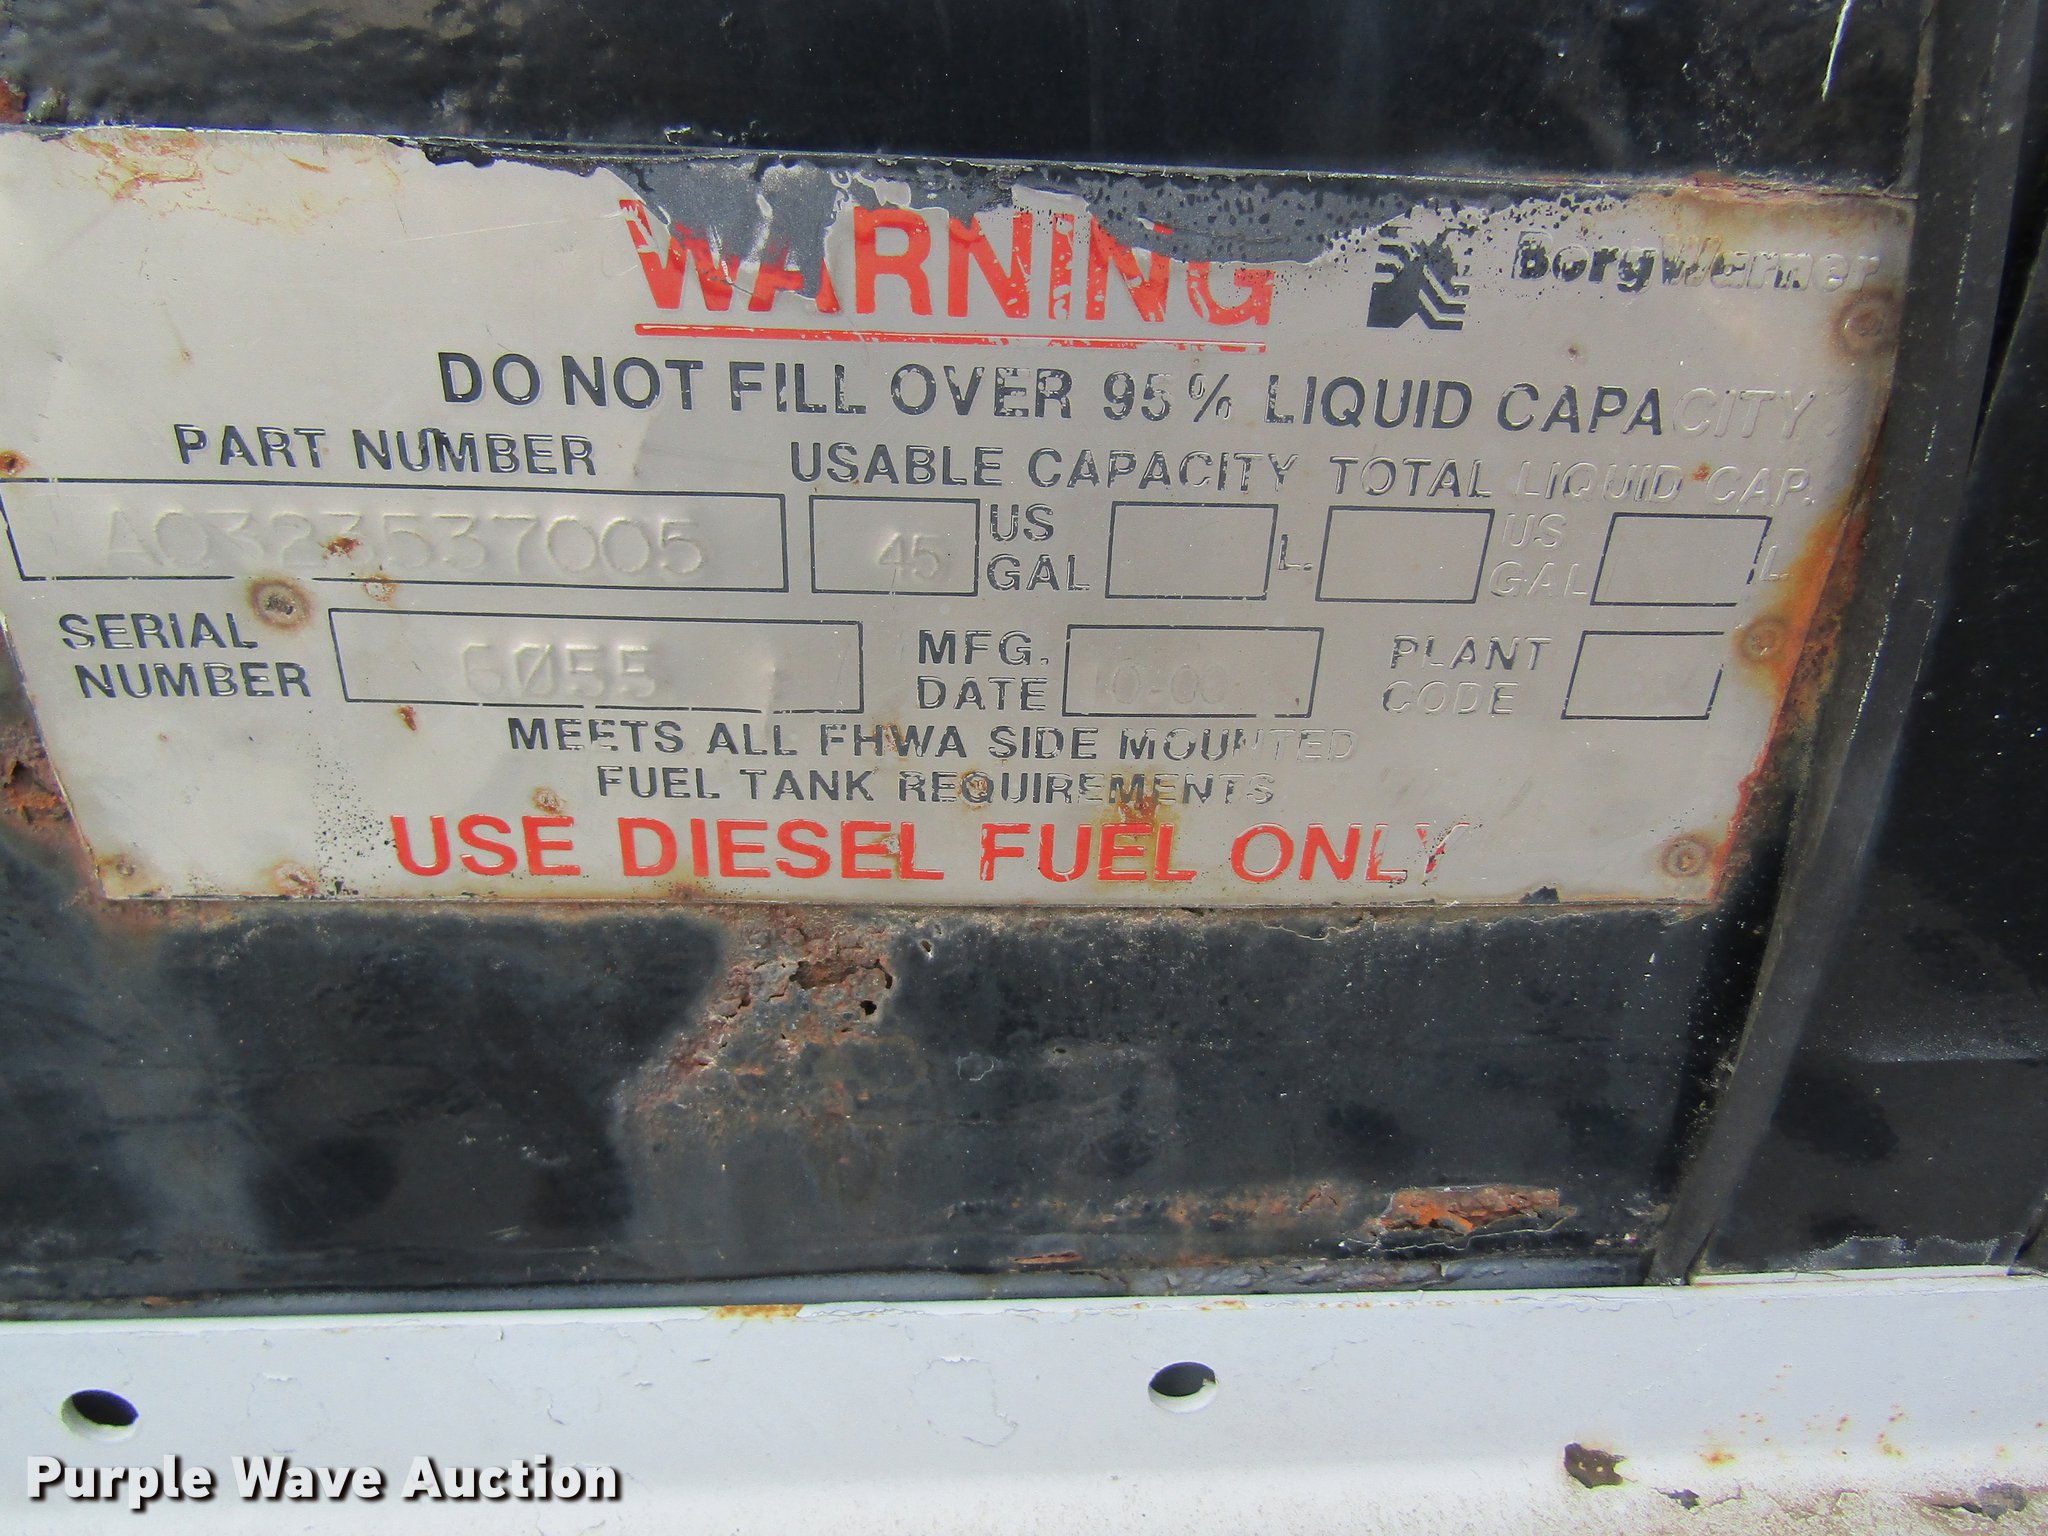 WARNING
BorgWarner
DO NOT FILL OVER 95% LIQUID CAPACITY
PART NUMBER USABLE CAPACITY TOTAL LIQUID CAP.
A0323537005 45 US GAL L. US GAL L.
SERIAL NUMBER 6Ø55 MFG. DATE PLANT CODE
MEETS ALL FHWA SIDE MOUNTED
FUEL TANK REQUIREMENTS
USE DIESEL FUEL ONLY
Purple Wave Auction